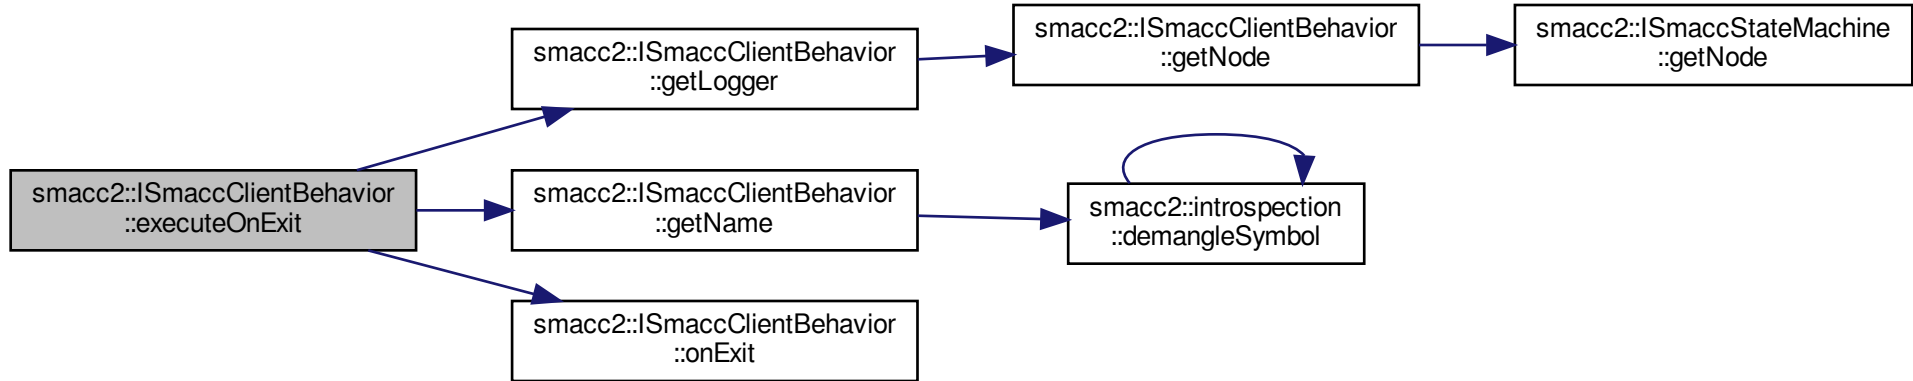 smacc2::ISmaccClientBehavior
::executeOnExit
smacc2::ISmaccClientBehavior
::getLogger
smacc2::ISmaccClientBehavior
::getNode
smacc2::ISmaccStateMachine
::getNode
smacc2::ISmaccClientBehavior
::getName
smacc2::introspection
::demangleSymbol
smacc2::ISmaccClientBehavior
::onExit